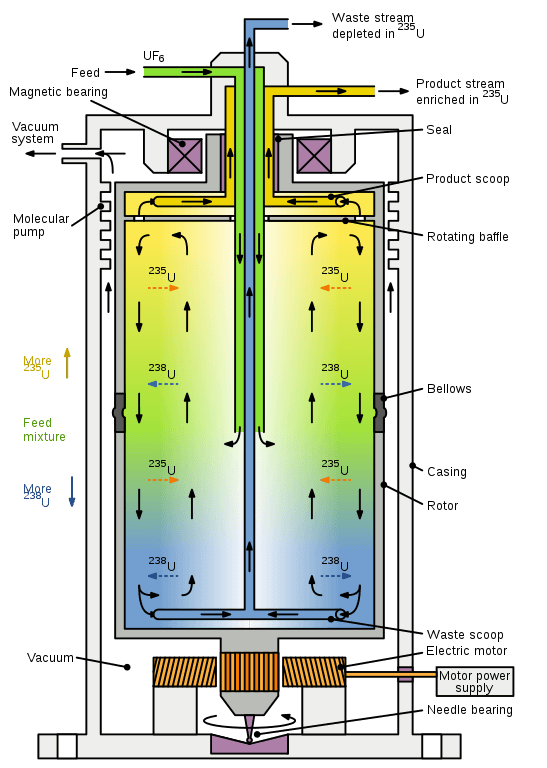 Waste stream
depleted in 235U
UF6
Feed
Magnetic bearing
Product stream
enriched in 235U
Vacuum
system
Seal
Product scoop
Molecular
pump
Rotating baffle
235U
235U
More
235U
238U
238U
Bellows
Feed
mixture
235U
235U
Casing
More
238U
Rotor
238U
238U
Waste scoop
Electric motor
Vacuum
Motor power
supply
Needle bearing